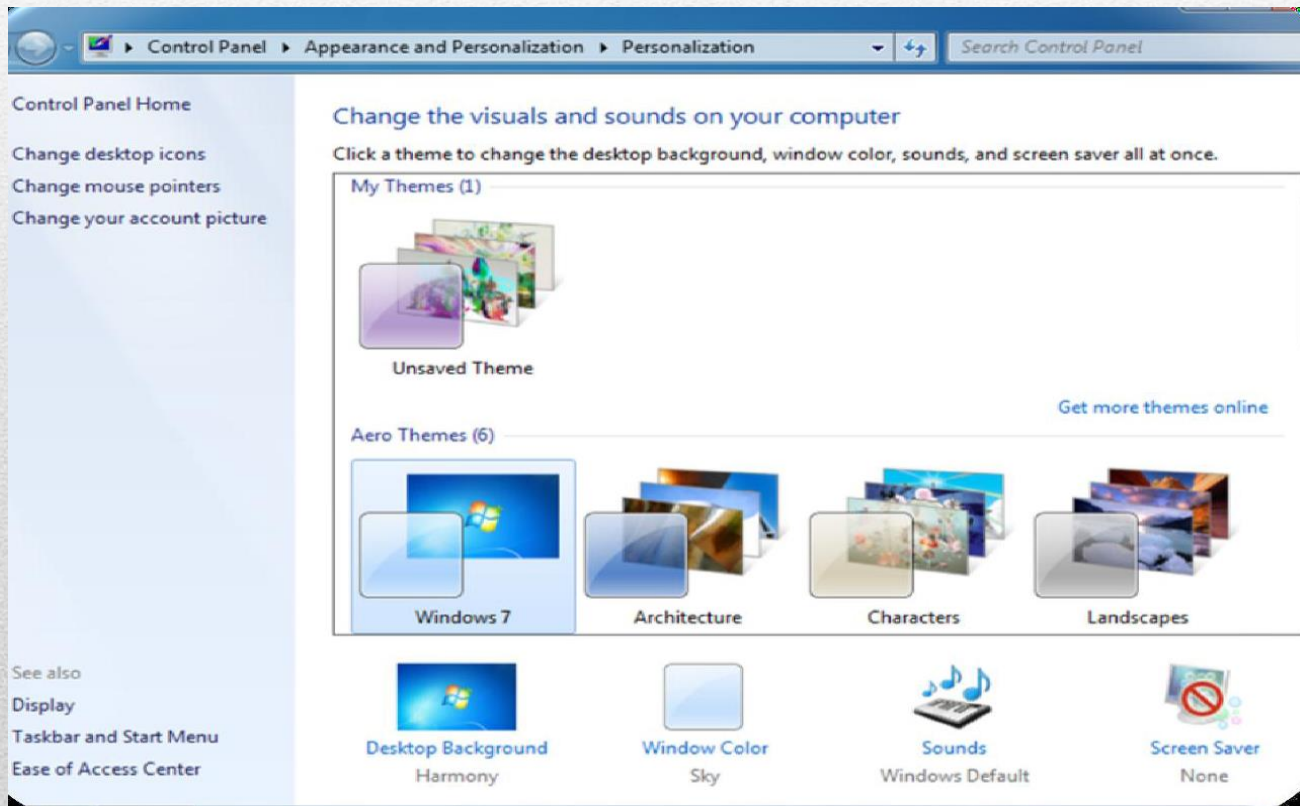 Control Panel ▸ Appearance and Personalization ▸ Personalization
Search Control Panel
Control Panel Home
Change desktop icons
Change mouse pointers
Change your account picture
See also
Display
Taskbar and Start Menu
Ease of Access Center
Change the visuals and sounds on your computer
Click a theme to change the desktop background, window color, sounds, and screen saver all at once.
My Themes (1)
Unsaved Theme
Get more themes online
Aero Themes (6)
Windows 7
Architecture
Characters
Landscapes
Desktop Background
Harmony
Window Color
Sky
Sounds
Windows Default
Screen Saver
None